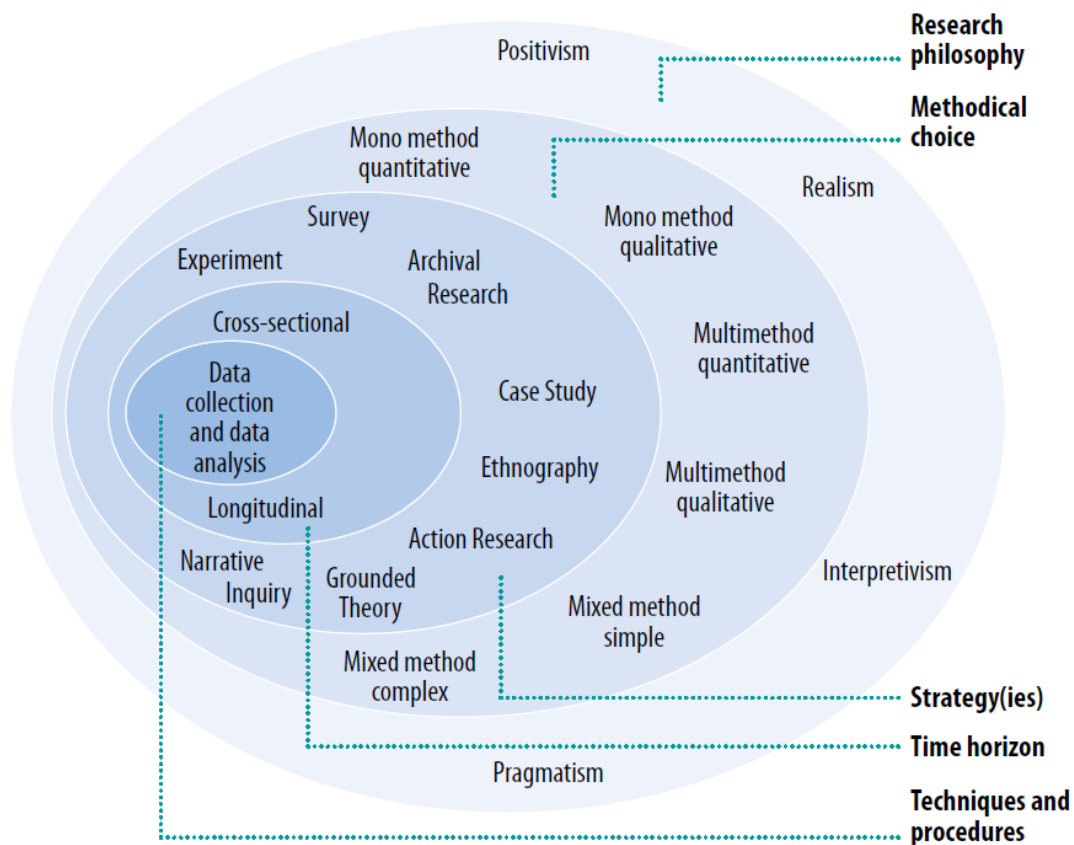 Positivism
Research
philosophy
Methodical
choice
Mono method
quantitative
Realism
Survey
Mono method
qualitative
Experiment
Archival
Research
Cross-sectional
Multimethod
quantitative
Data
collection
and data
analysis
Case Study
Ethnography
Multimethod
qualitative
Longitudinal
Action Research
Narrative
Inquiry
Grounded
Theory
Interpretivism
Mixed method
simple
Mixed method
complex
Strategy(ies)
Time horizon
Pragmatism
Techniques and
procedures